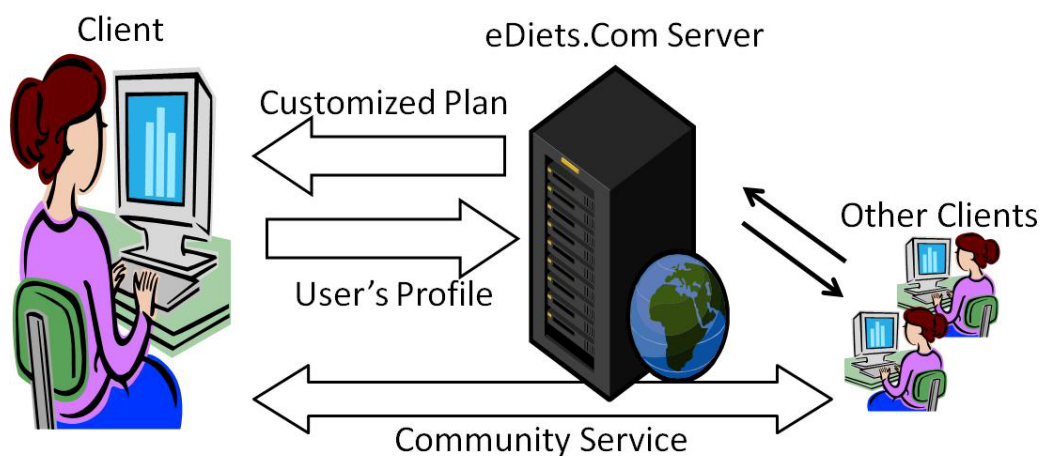 Client
eDiets.Com Server
Customized Plan
User's Profile
Other Clients
Community Service